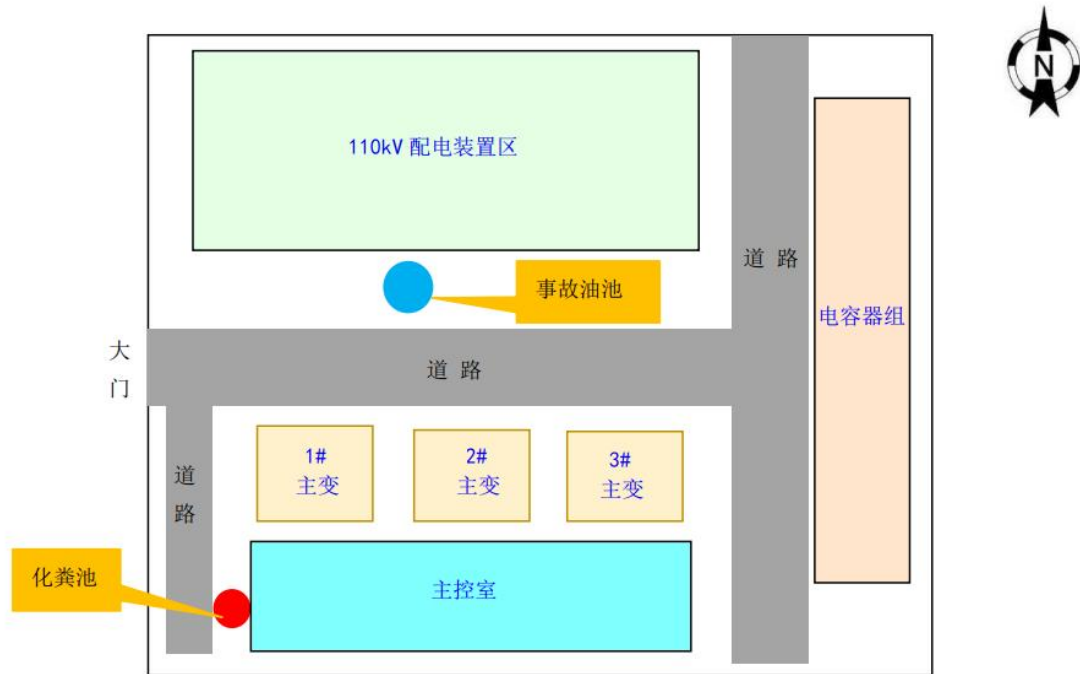 N
110kV 配电装置区
道 路
事故油池
电容器组
大
门
道 路
1#
主变
2#
主变
3#
主变
道
路
化粪池
主控室